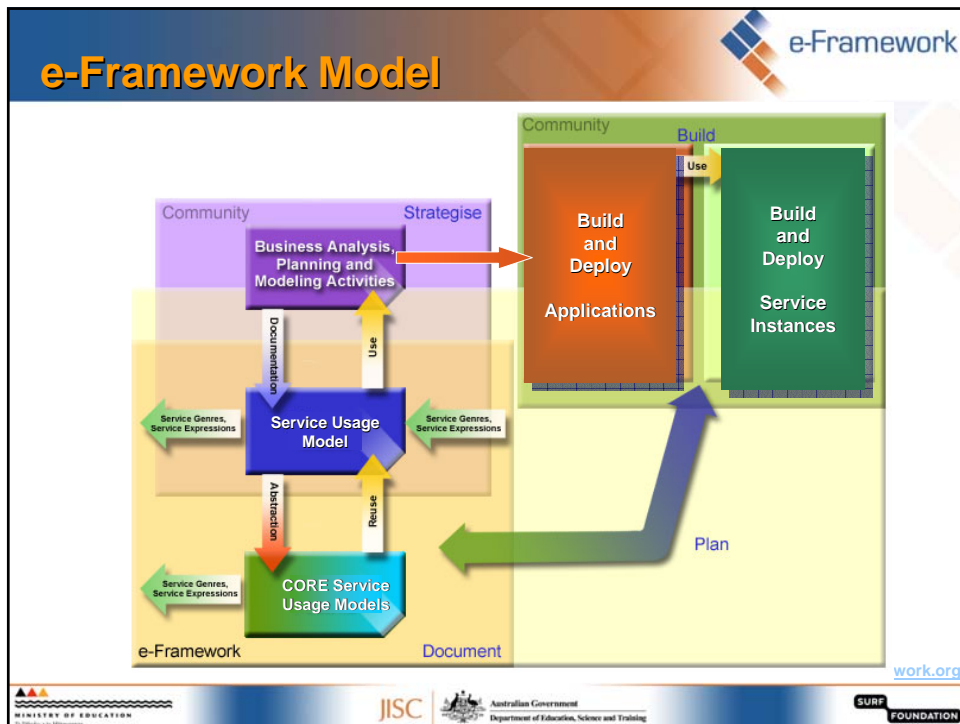 e-Framework Model
e-Framework
Community
Build
Use
Build
and
Deploy
Applications
Build
and
Deploy
Service
Instances
Community
Strategise
Business Analysis,
Planning and
Modeling Activities
Documentation
Use
Service Genres,
Service Expressions
Service Usage
Model
Service Genres,
Service Expressions
Abstraction
Reuse
Plan
Service Genres,
Service Expressions
CORE Service
Usage Models
e-Framework
Document
work.org
MINISTRY OF EDUCATION
JISC
Australian Government
Department of Education, Science and Training
SURF
FOUNDATION